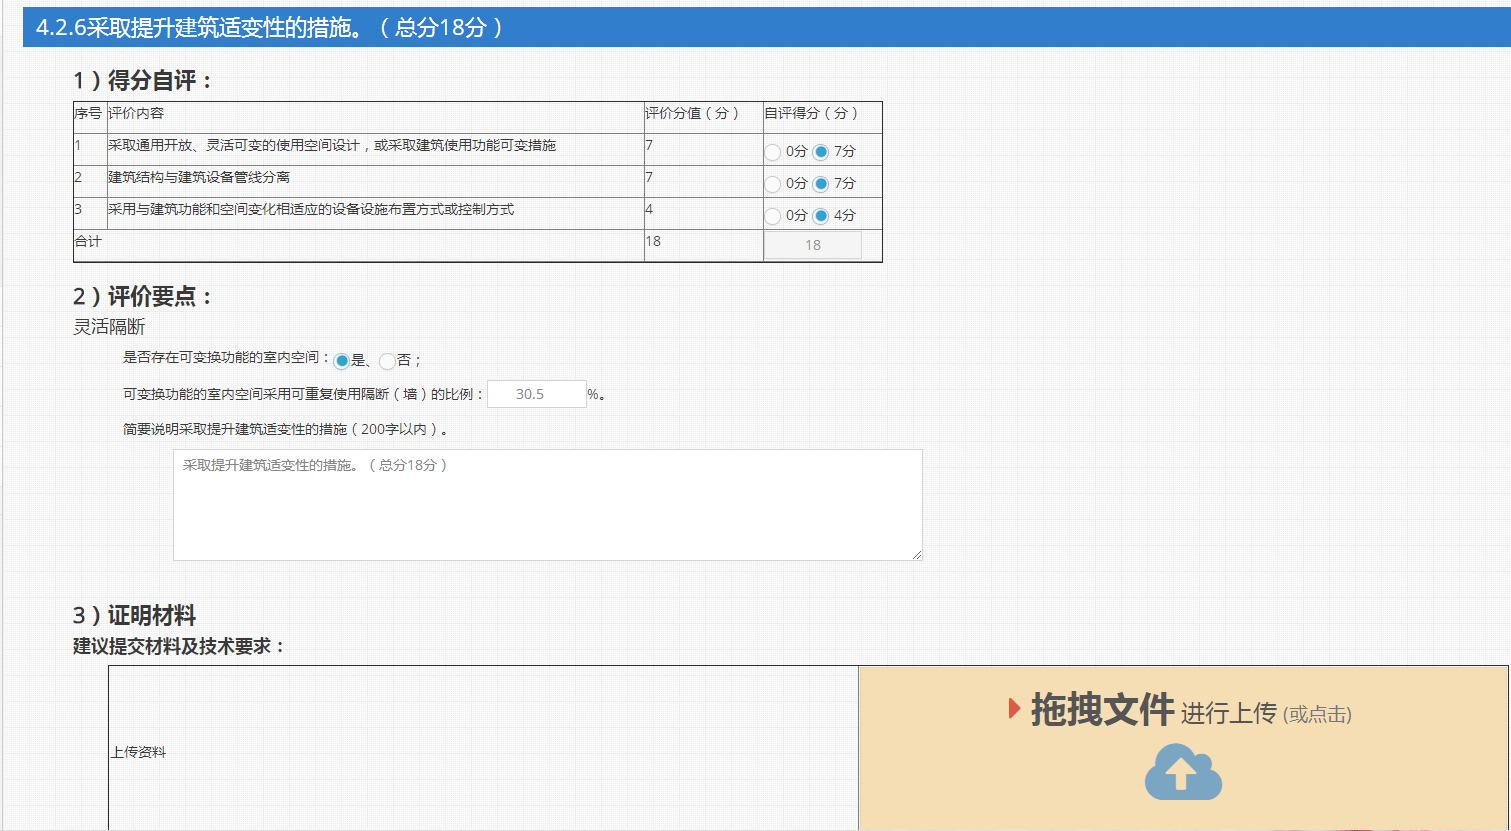 4.2.6采取提升建筑适变性的措施。（总分18分）
1）得分自评：
序号 评价内容 评价分值（分） 自评得分（分）
1 采取通用开放、灵活可变的使用空间设计，或采取建筑使用功能可变措施 7 0分 7分
2 建筑结构与建筑设备管线分离 7 0分 7分
3 采用与建筑功能和空间变化相适应的设备设施布置方式或控制方式 4 0分 4分
合计 18 18
2）评价要点：
灵活隔断
是否存在可变换功能的室内空间：是、否；
可变换功能的室内空间采用可重复使用隔断（墙）的比例：30.5%。
简要说明采取提升建筑适变性的措施（200字以内）。
采取提升建筑适变性的措施。（总分18分）
3）证明材料
建议提交材料及技术要求：
拖拽文件 进行上传 (或点击)
上传资料